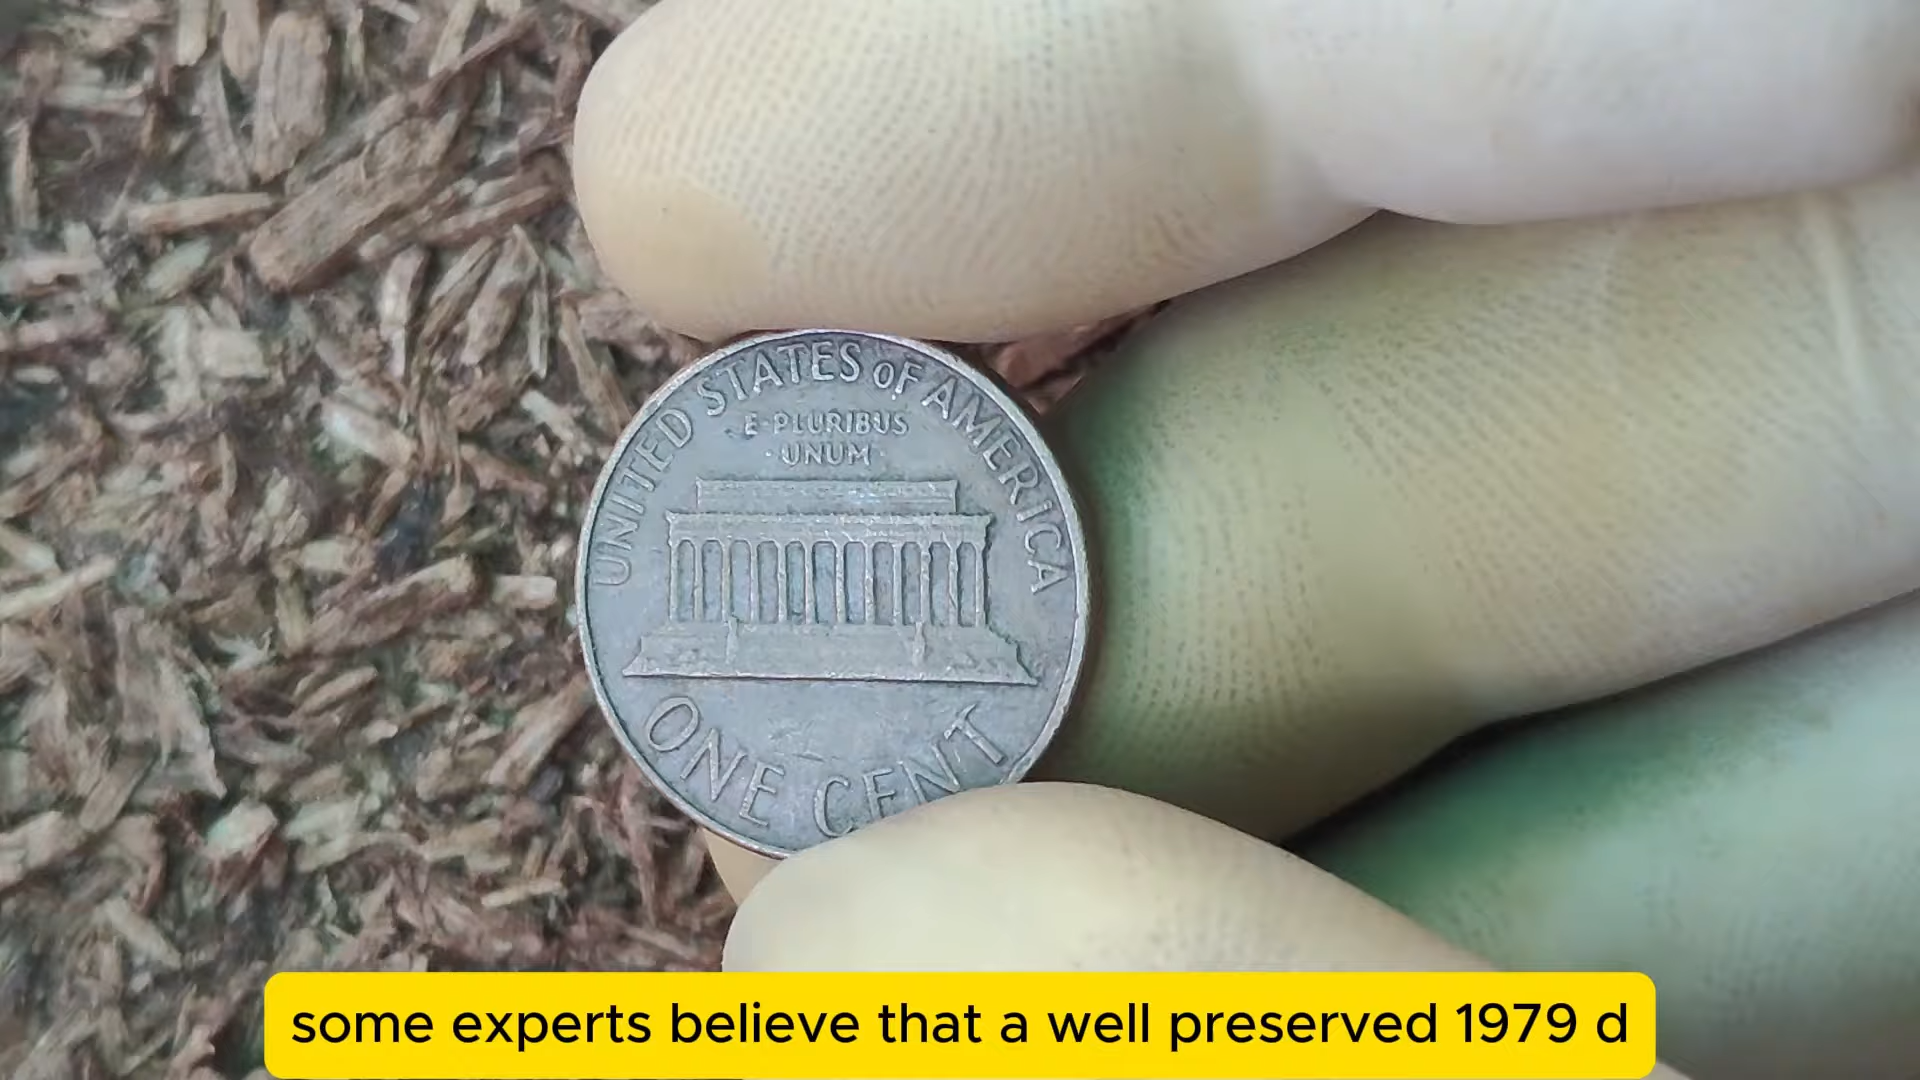 UNITED STATES oF AMERICA
E·PLURIBUS
·UNUM·
ONE CENT
some experts believe that a well preserved 1979 d